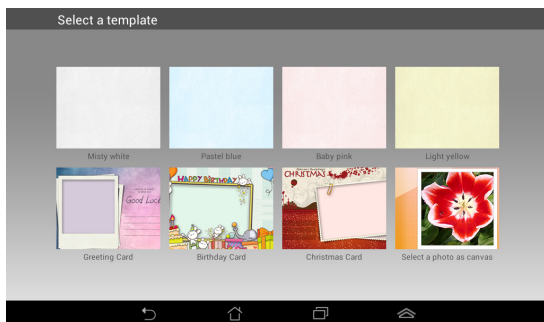 Select a template
Misty white
Pastel blue
Baby pink
Light yellow
Good Luck
HAPPY BIRTHDAY
CHRISTMAS
Greeting Card
Birthday Card
Christmas Card
Select a photo as canvas